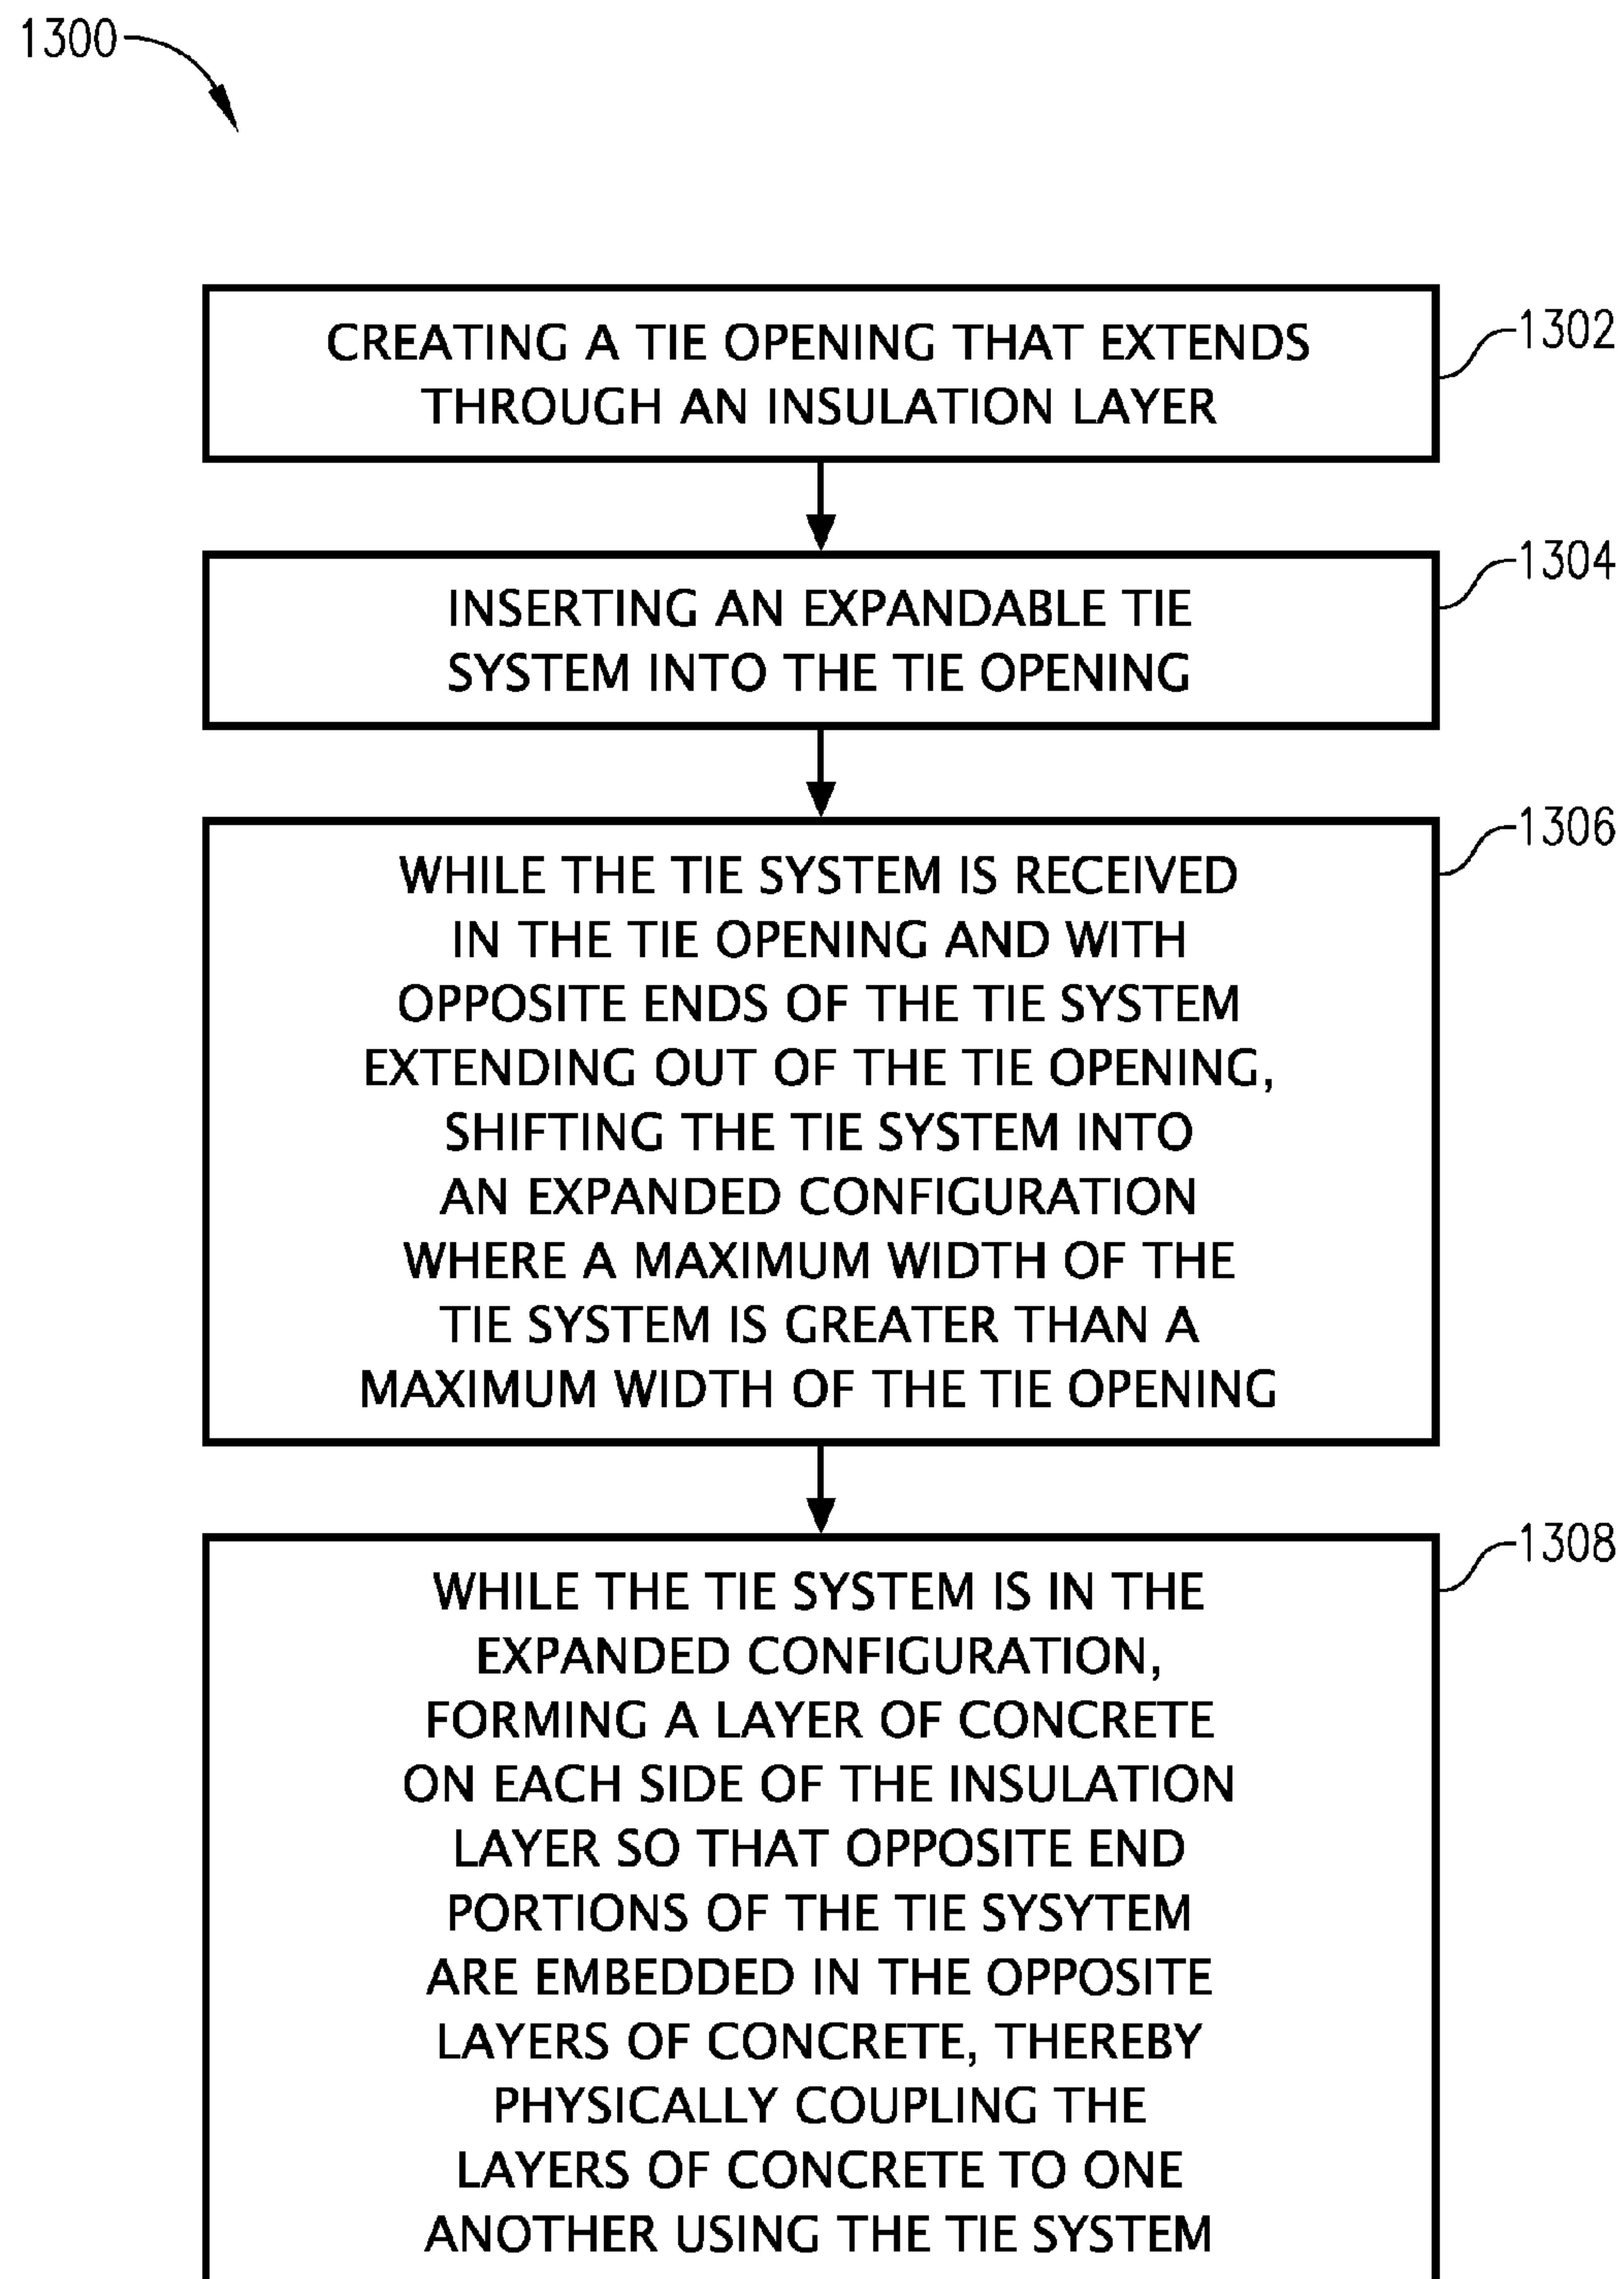 1300
CREATING A TIE OPENING THAT EXTENDS
THROUGH AN INSULATION LAYER
1302
INSERTING AN EXPANDABLE TIE
SYSTEM INTO THE TIE OPENING
1304
WHILE THE TIE SYSTEM IS RECEIVED
IN THE TIE OPENING AND WITH
OPPOSITE ENDS OF THE TIE SYSTEM
EXTENDING OUT OF THE TIE OPENING,
SHIFTING THE TIE SYSTEM INTO
AN EXPANDED CONFIGURATION
WHERE A MAXIMUM WIDTH OF THE
TIE SYSTEM IS GREATER THAN A
MAXIMUM WIDTH OF THE TIE OPENING
1306
WHILE THE TIE SYSTEM IS IN THE
EXPANDED CONFIGURATION,
FORMING A LAYER OF CONCRETE
ON EACH SIDE OF THE INSULATION
LAYER SO THAT OPPOSITE END
PORTIONS OF THE TIE SYSYTEM
ARE EMBEDDED IN THE OPPOSITE
LAYERS OF CONCRETE, THEREBY
PHYSICALLY COUPLING THE
LAYERS OF CONCRETE TO ONE
ANOTHER USING THE TIE SYSTEM
1308